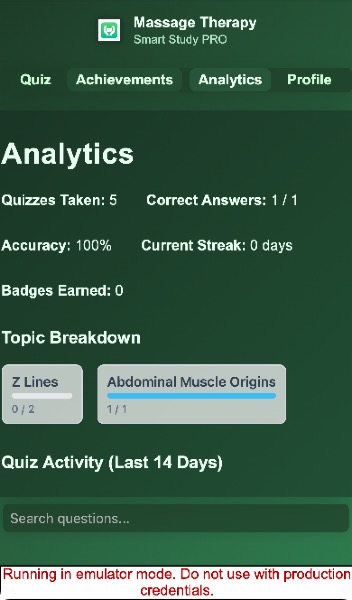 Massage Therapy
Smart Study PRO
Quiz Achievements Analytics Profile
Analytics
Quizzes Taken: 5 Correct Answers: 1 / 1
Accuracy: 100% Current Streak: 0 days
Badges Earned: 0
Topic Breakdown
Z Lines Abdominal Muscle Origins
0 / 2 1 / 1
Quiz Activity (Last 14 Days)
Search questions...
Running in emulator mode. Do not use with production
credentials.